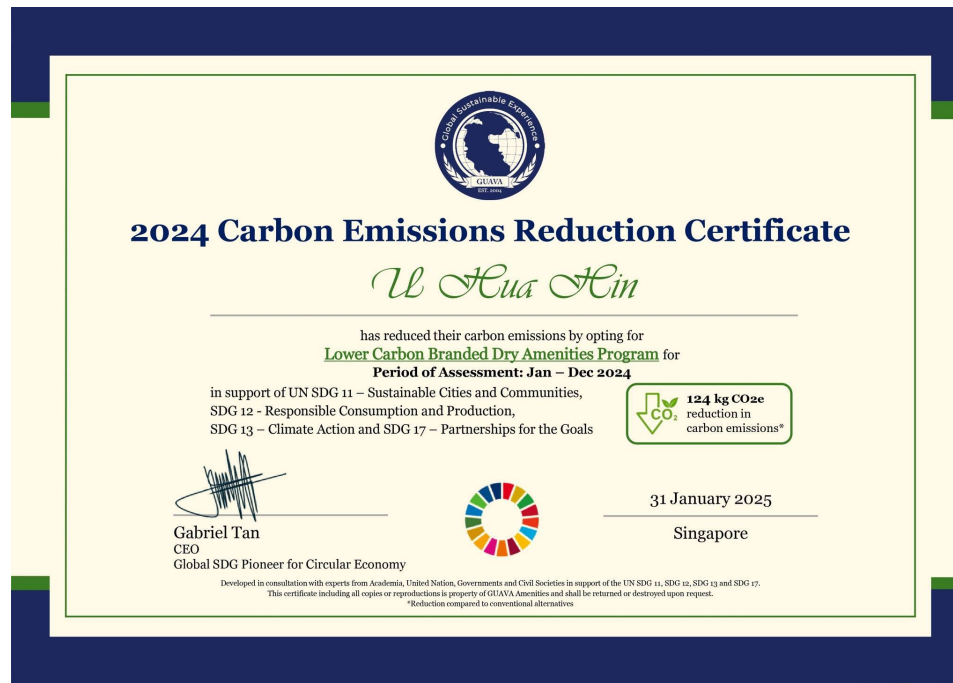 Global Sustainable Experience
GUAVA
EST. 2004
2024 Carbon Emissions Reduction Certificate
U Hua Hin
has reduced their carbon emissions by opting for
Lower Carbon Branded Dry Amenities Program for
Period of Assessment: Jan – Dec 2024
in support of UN SDG 11 – Sustainable Cities and Communities,
SDG 12 - Responsible Consumption and Production,
SDG 13 – Climate Action and SDG 17 – Partnerships for the Goals
CO2
124 kg CO2e
reduction in
carbon emissions*
Gabriel Tan
CEO
Global SDG Pioneer for Circular Economy
31 January 2025
Singapore
Developed in consultation with experts from Academia, United Nation, Governments and Civil Societies in support of the UN SDG 11, SDG 12, SDG 13 and SDG 17.
This certificate including all copies or reproductions is property of GUAVA Amenities and shall be returned or destroyed upon request.
*Reduction compared to conventional alternatives